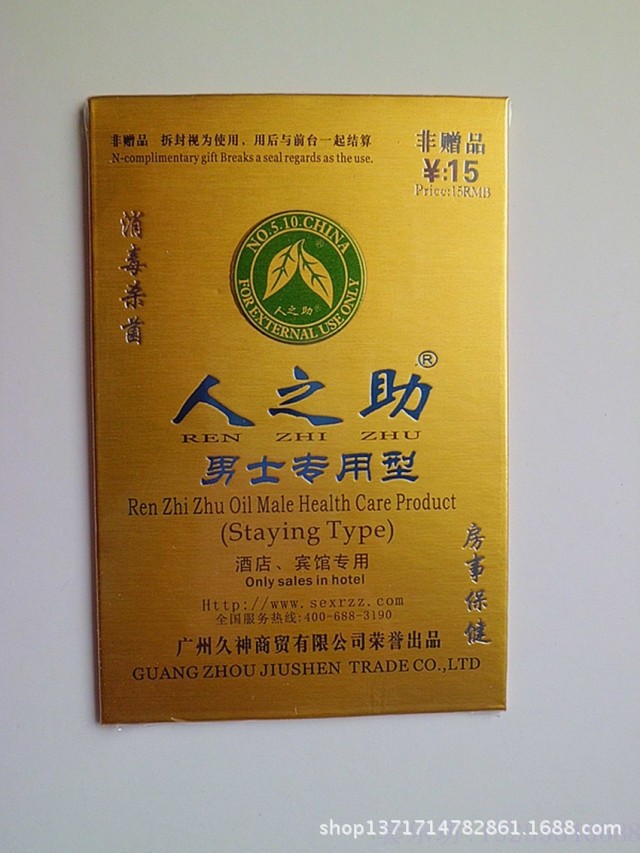 非赠品 拆封视为使用，用后与前台一起结算
N-complimentary gift Breaks a seal regards as the use.
非赠品
¥:15
Price:15RMB
消毒杀菌
NO.5.10.CHINA
®
人之助®
FOR EXTERNAL USE ONLY
人之助®
REN ZHI ZHU
男士专用型
Ren Zhi Zhu Oil Male Health Care Product
(Staying Type)
酒店、宾馆专用
Only sales in hotel
房事保健
Http://www.sexrzz.com
全国服务热线:400-688-3190
广州久神商贸有限公司荣誉出品
GUANG ZHOU JIUSHEN TRADE CO.,LTD
shop1371714782861.1688.com